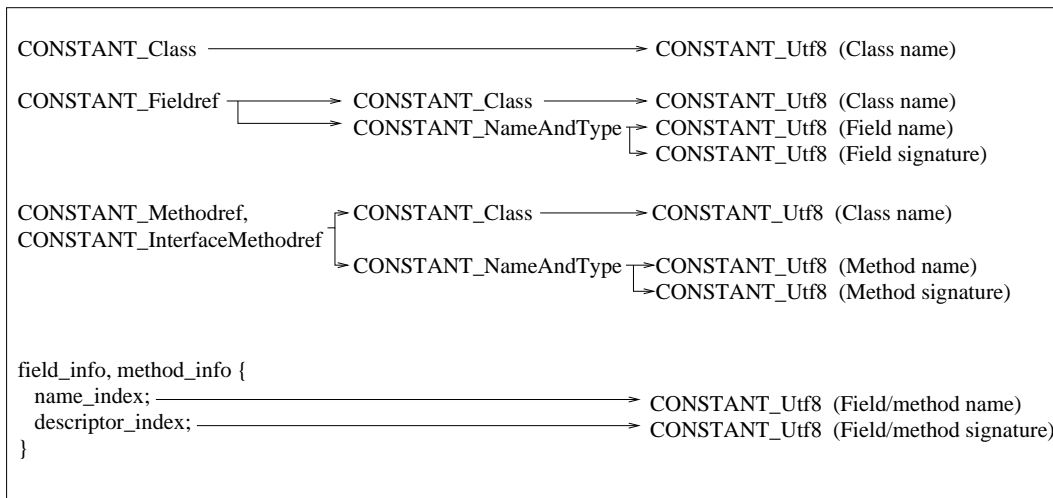 CONSTANT_Class CONSTANT_Utf8 (Class name)
CONSTANT_Fieldref CONSTANT_Class CONSTANT_Utf8 (Class name)
CONSTANT_NameAndType CONSTANT_Utf8 (Field name)
CONSTANT_Utf8 (Field signature)
CONSTANT_Methodref, CONSTANT_Class CONSTANT_Utf8 (Class name)
CONSTANT_InterfaceMethodref
CONSTANT_NameAndType CONSTANT_Utf8 (Method name)
CONSTANT_Utf8 (Method signature)
field_info, method_info {
name_index; CONSTANT_Utf8 (Field/method name)
descriptor_index; CONSTANT_Utf8 (Field/method signature)
}